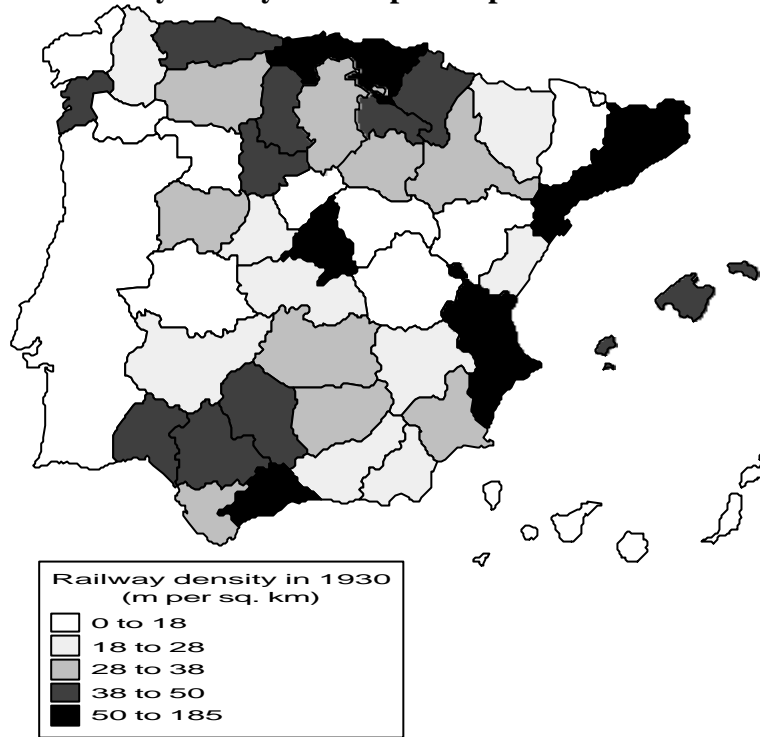 Railway density in 1930
(m per sq. km)
0 to 18
18 to 28
28 to 38
38 to 50
50 to 185